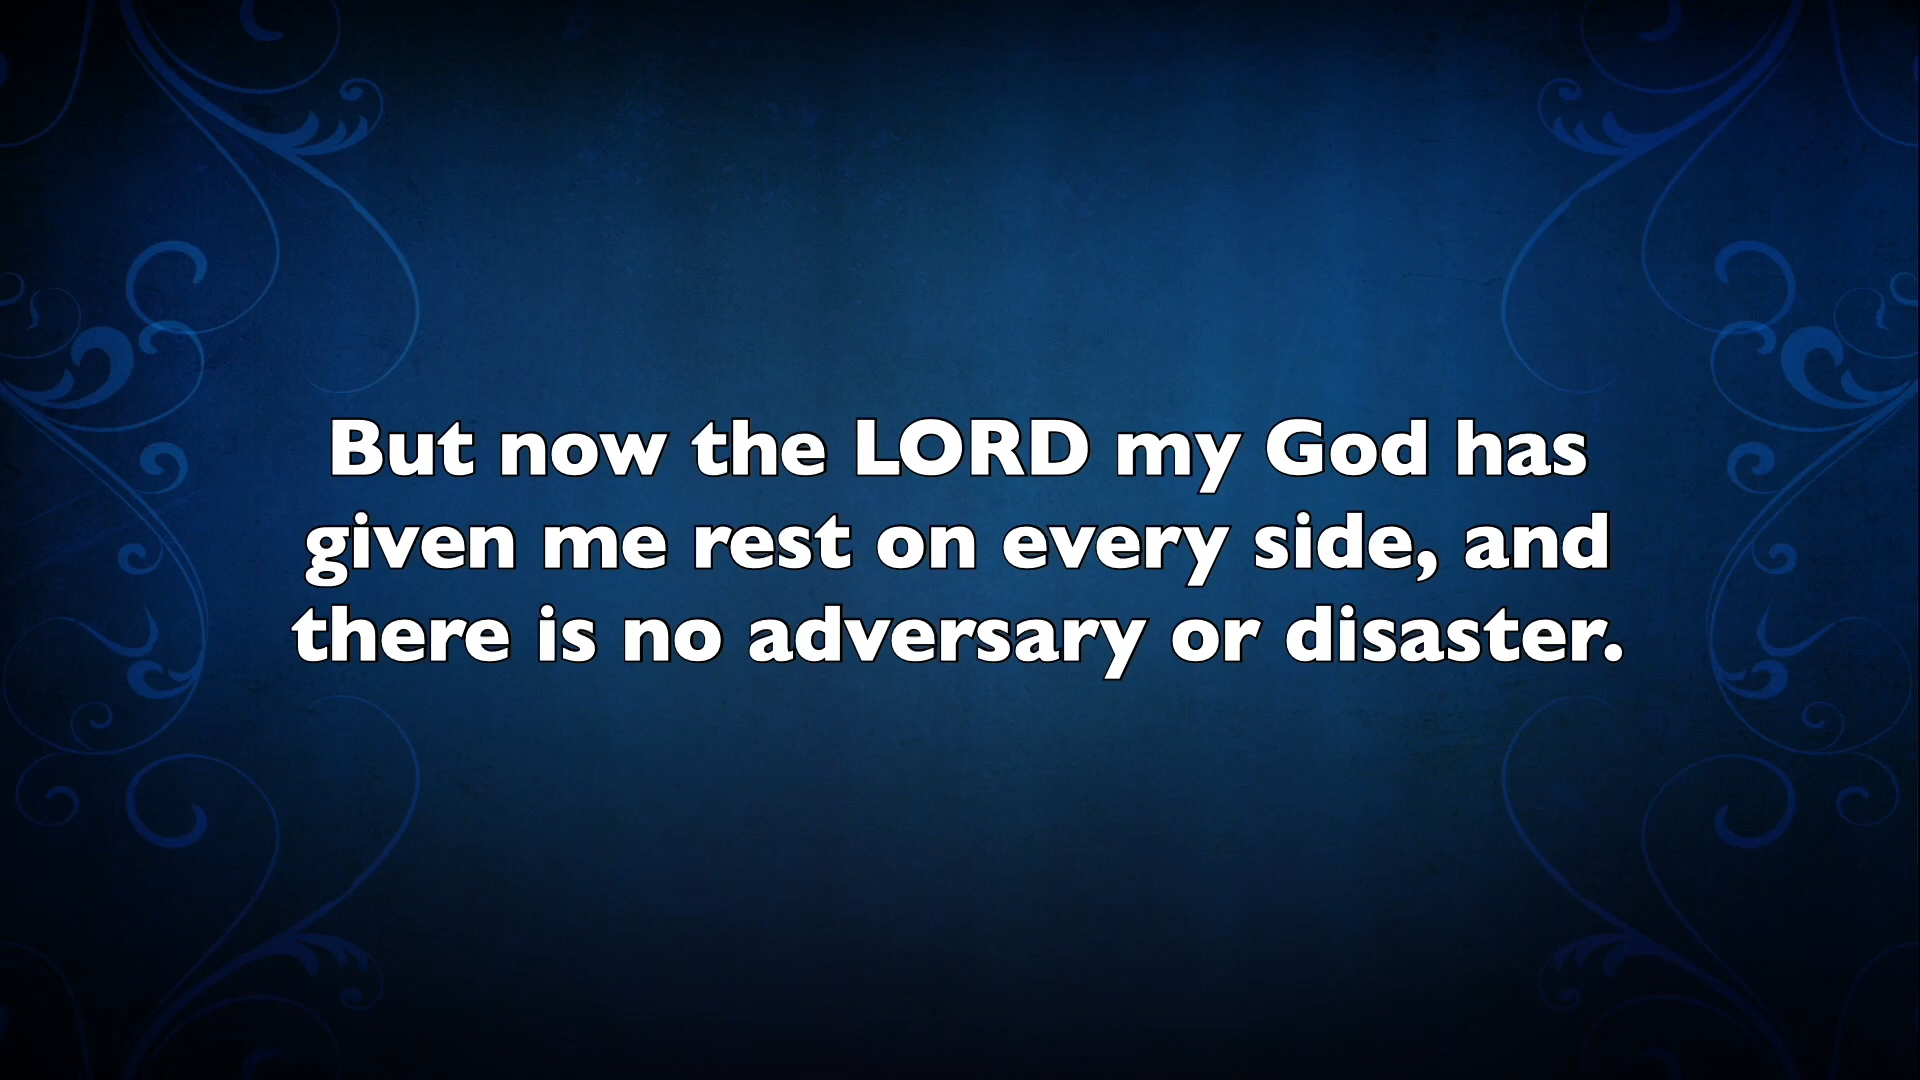 But now the LORD my God has
given me rest on every side, and
there is no adversary or disaster.